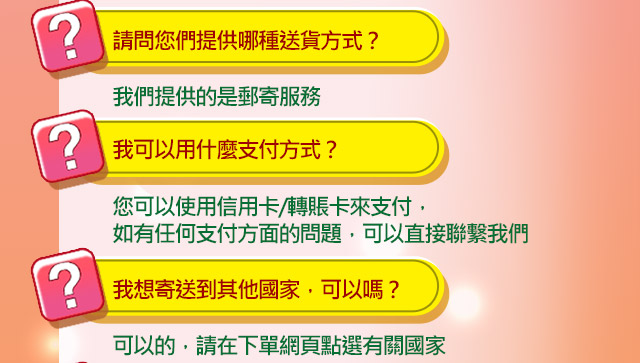 請問您們提供哪種送貨方式？
我們提供的是郵寄服務
我可以用什麼支付方式？
您可以使用信用卡/轉賬卡來支付，
如有任何支付方面的問題，可以直接聯繫我們
我想寄送到其他國家，可以嗎？
可以的，請在下單網頁點選有關國家